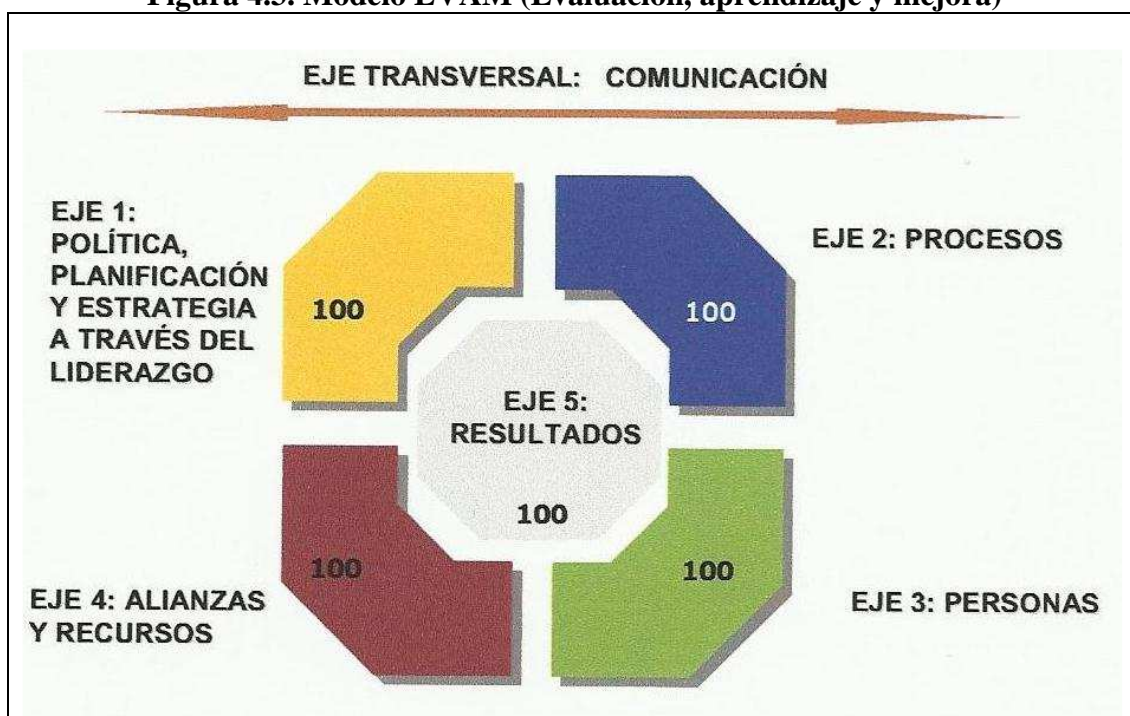 Figura 4.3. Modelo EVAM (Evaluación, aprendizaje y mejora)
EJE TRANSVERSAL: COMUNICACIÓN
EJE 1:
POLÍTICA,
PLANIFICACIÓN
Y ESTRATEGIA
A TRAVÉS DEL
LIDERAZGO
100
100
EJE 2: PROCESOS
EJE 5:
RESULTADOS
100
EJE 4: ALIANZAS
Y RECURSOS
100
100
EJE 3: PERSONAS